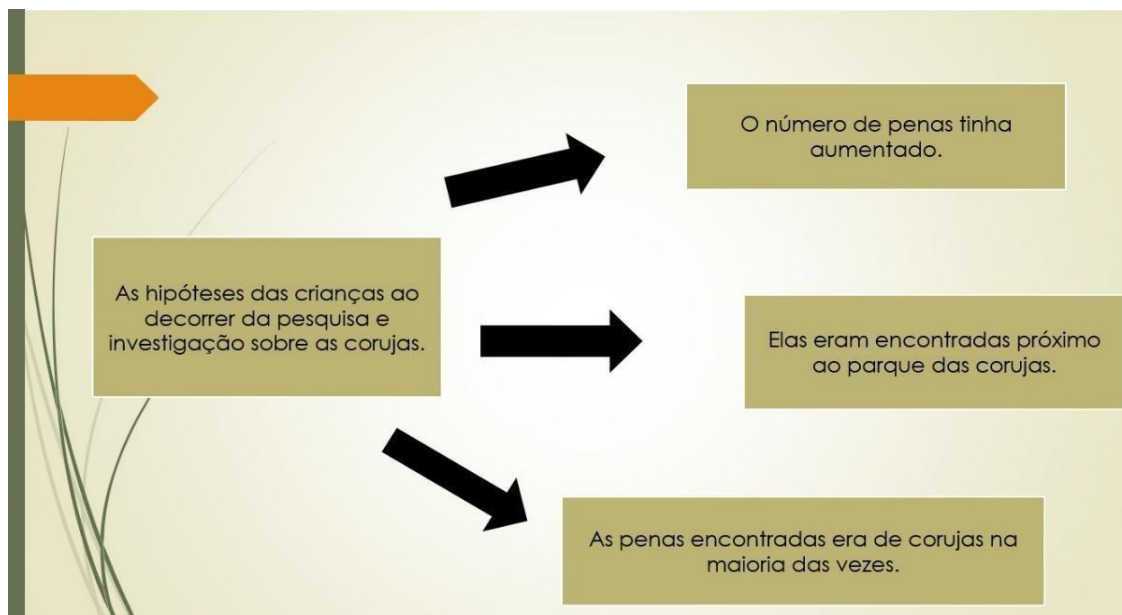 O número de penas tinha
aumentado.
As hipóteses das crianças ao
decorrer da pesquisa e
investigação sobre as corujas.
Elas eram encontradas próximo
ao parque das corujas.
As penas encontradas era de corujas na
maioria das vezes.